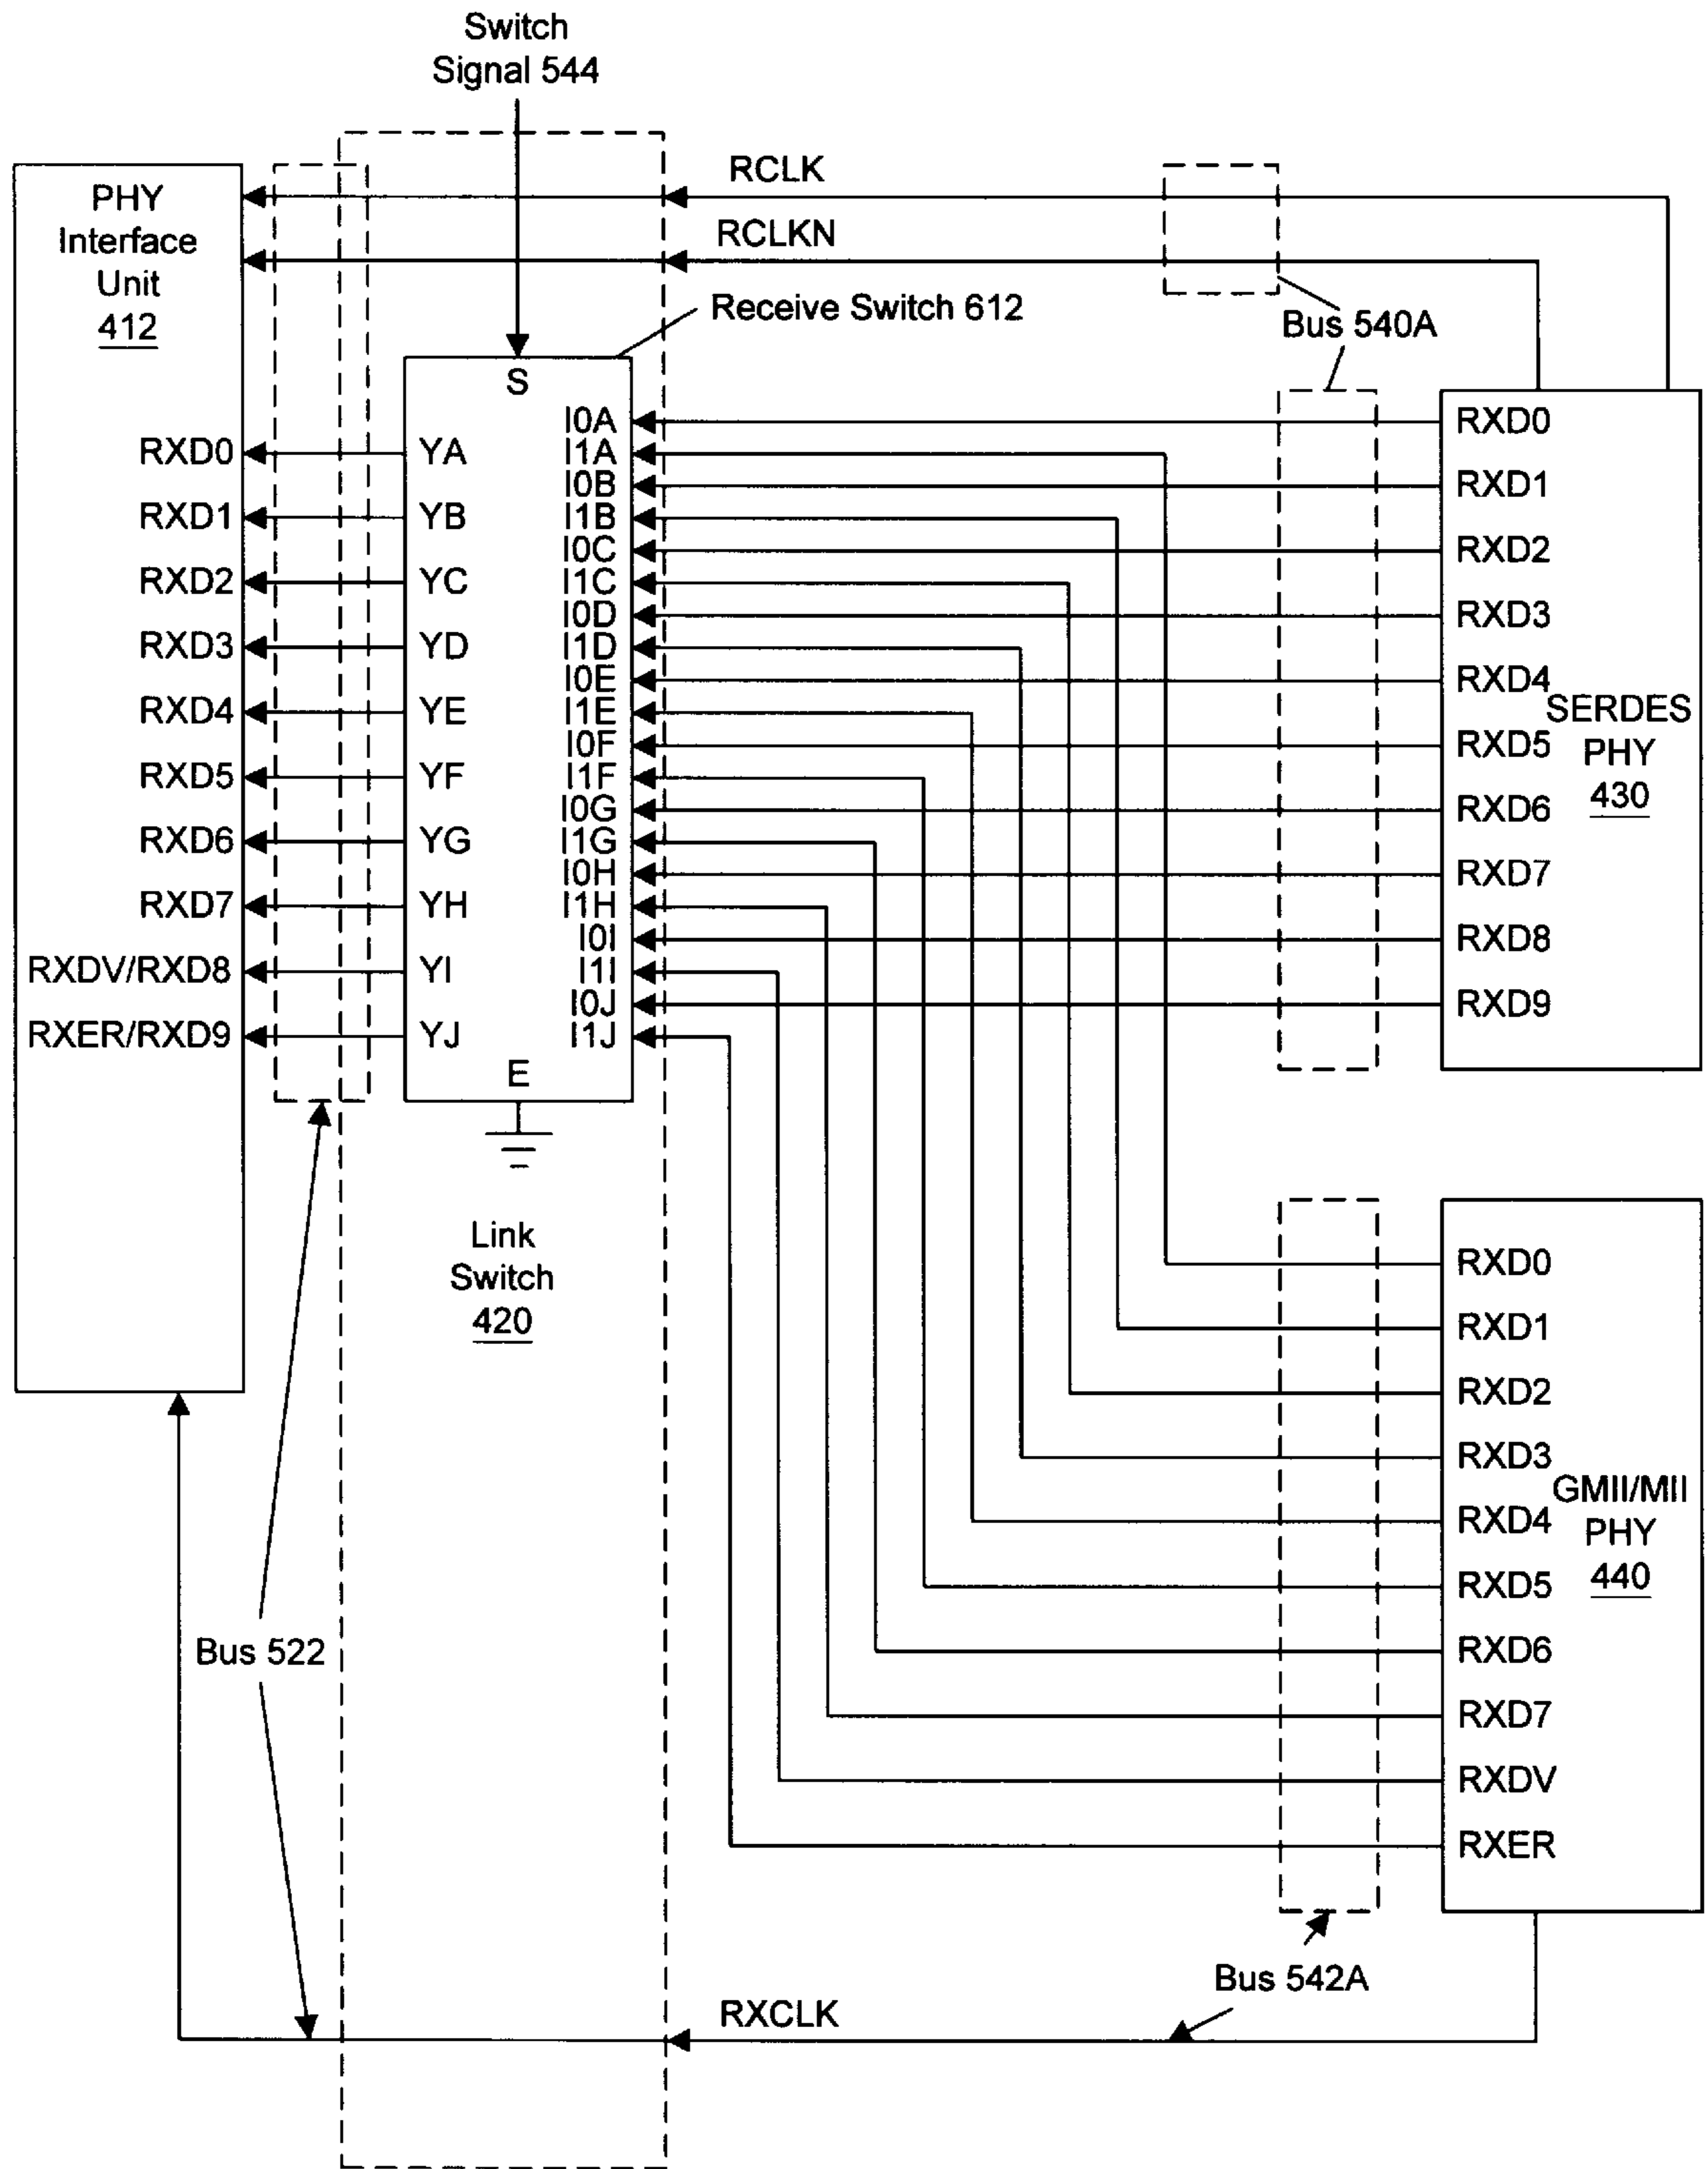 Switch
Signal 544
PHY
Interface
Unit
412
RCLK
RCLKN
Receive Switch 612
Bus 540A
S
RXD0
RXD1
RXD2
RXD3
RXD4
RXD5
RXD6
RXD7
RXDV/RXD8
RXER/RXD9
YA
YB
YC
YD
YE
YF
YG
YH
YI
YJ
I0A
I1A
I0B
I1B
I0C
I1C
I0D
I1D
I0E
I1E
I0F
I1F
I0G
I1G
I0H
I1H
I0I
I1I
I0J
I1J
E
RXD0
RXD1
RXD2
RXD3
RXD4
RXD5
RXD6
RXD7
RXD8
RXD9
SERDES
PHY
430
Link
Switch
420
RXD0
RXD1
RXD2
RXD3
RXD4
RXD5
RXD6
RXD7
RXDV
RXER
GMII/MII
PHY
440
Bus 522
Bus 542A
RXCLK